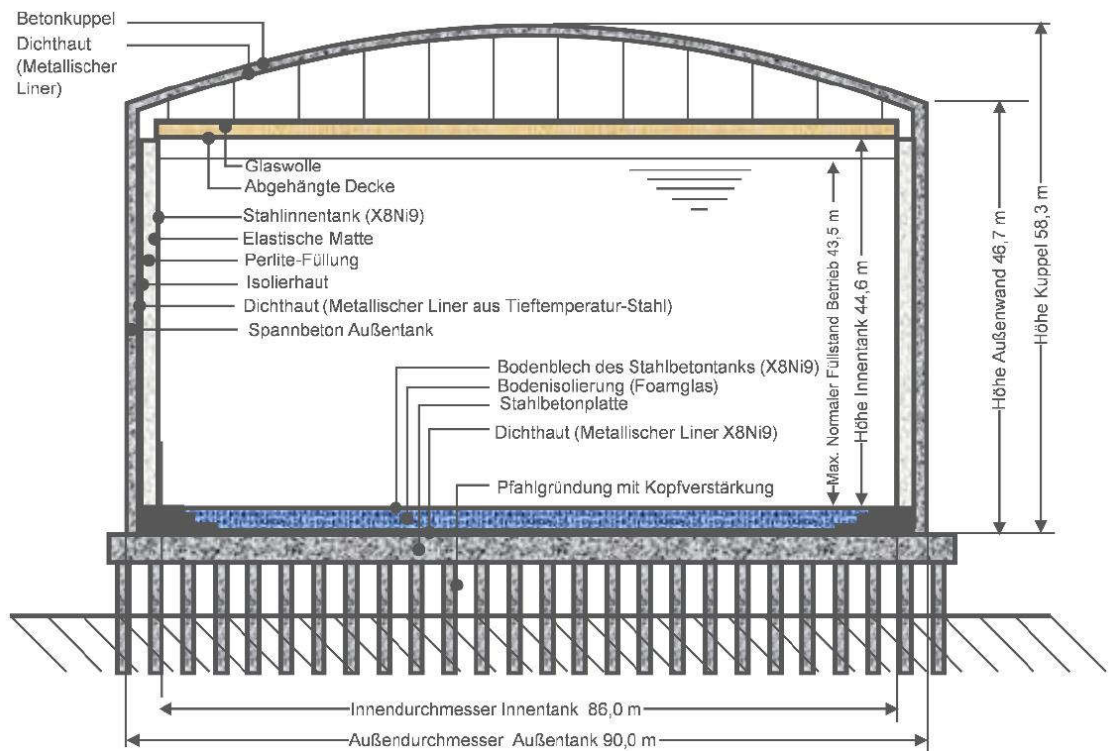 Betonkuppel
Dichthaut
(Metallischer
Liner)
Glaswolle
Abgehängte Decke
Stahlinnentank (X8Ni9)
Elastische Matte
Perlite-Füllung
Isolierhaut
Dichthaut (Metallischer Liner aus Tieftemperatur-Stahl)
Spannbeton Außentank
Bodenblech des Stahlbetontanks (X8Ni9)
Bodenisolierung (Foamglas)
Stahlbetonplatte
Dichthaut (Metallischer Liner X8Ni9)
Pfahlgründung mit Kopfverstärkung
Max. Normaler Füllstand Betrieb 43,5 m
Höhe Innentank 44,6 m
Höhe Außenwand 46,7 m
Höhe Kuppel 58,3 m
Innendurchmesser Innentank 86,0 m
Außendurchmesser Außentank 90,0 m